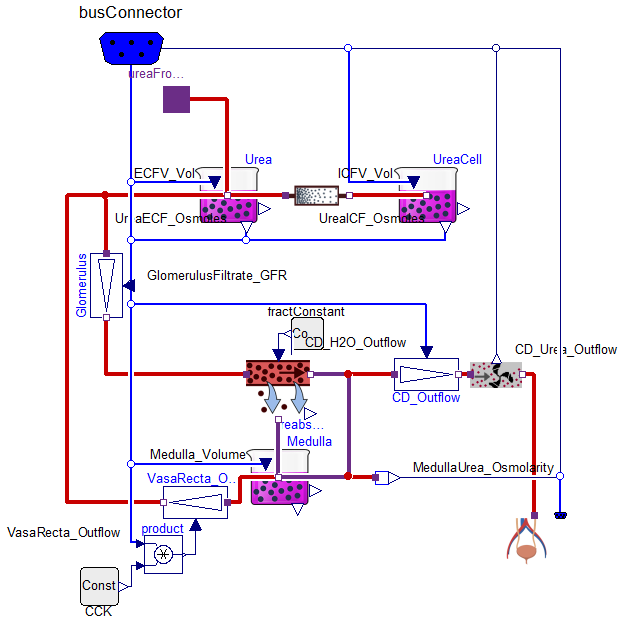 busConnector
ureaFro...
Urea
UreaCell
ECFV_Vol
ICFV_Vol
UreaECF_Osmoles
UrealCF_Osmoles
Glomerulus
GlomerulusFiltrate_GFR
fractConstant
Co
CD_H2O_Outflow
CD_Urea_Outflow
CD_Outflow
reabs...
Medulla_Volume
Medulla
MedullaUrea_Osmolarity
VasaRecta_O...
VasaRecta_Outflow
product
Const
CCK